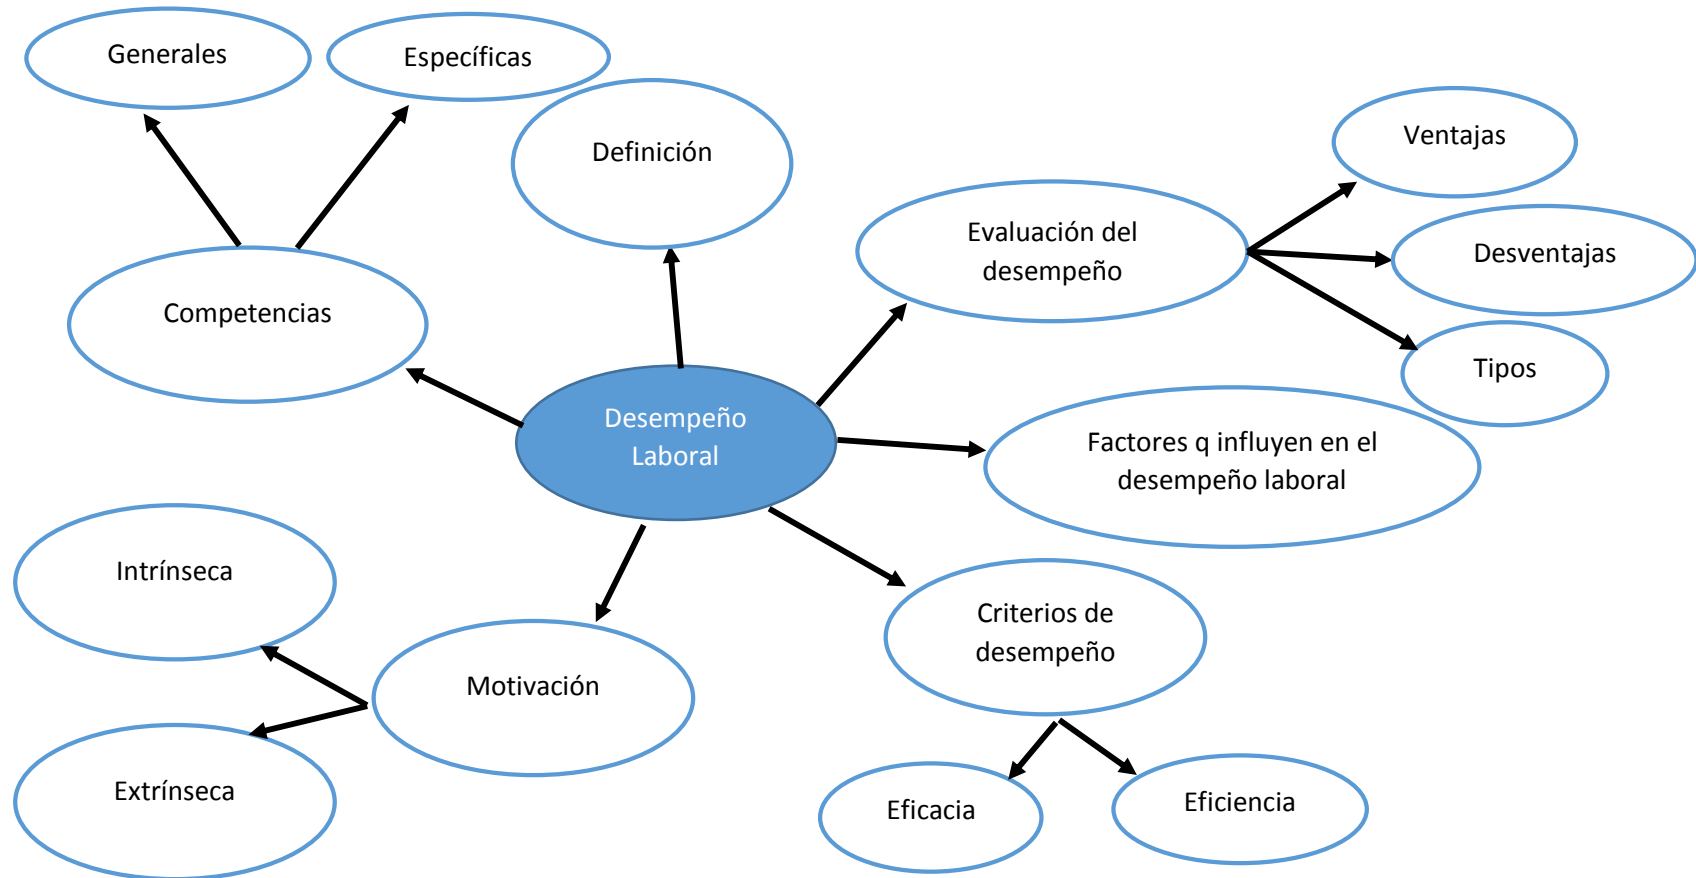 Generales
Específicas
Definición
Ventajas
Evaluación del
desempeño
Desventajas
Competencias
Tipos
Desempeño
Laboral
Factores q influyen en el
desempeño laboral
Intrínseca
Criterios de
desempeño
Motivación
Extrínseca
Eficacia
Eficiencia